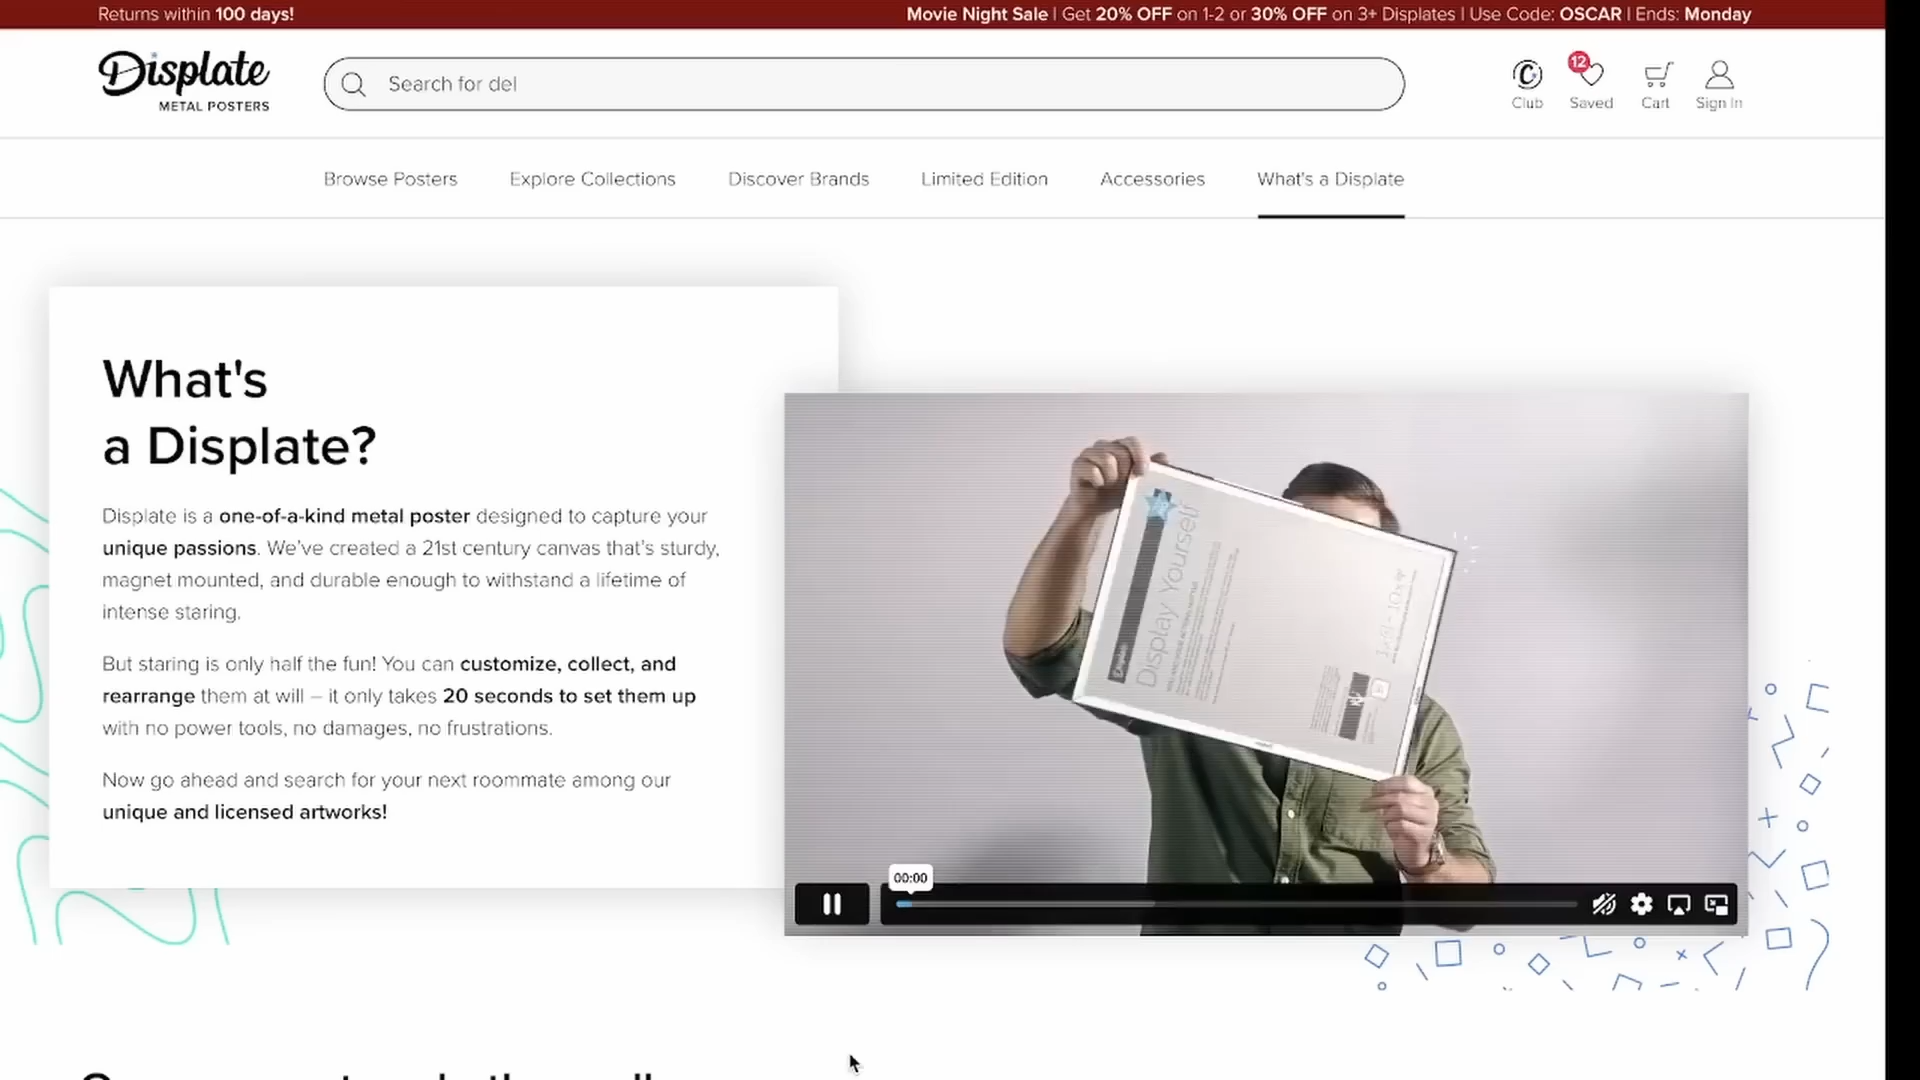 Returns within 100 days!
Movie Night Sale | Get 20% OFF on 1-2 or 30% OFF on 3+ Displates | Use Code: OSCAR | Ends: Monday
Displate
METAL POSTERS
Search for del
12
Club
Saved
Cart
Sign In
Browse Posters
Explore Collections
Discover Brands
Limited Edition
Accessories
What's a Displate
What's
a Displate?
Displate is a one-of-a-kind metal poster designed to capture your
unique passions. We've created a 21st century canvas that's sturdy,
magnet mounted, and durable enough to withstand a lifetime of
intense staring.
But staring is only half the fun! You can customize, collect, and
rearrange them at will – it only takes 20 seconds to set them up
with no power tools, no damages, no frustrations.
Now go ahead and search for your next roommate among our
unique and licensed artworks!
Display Yourself
00:00